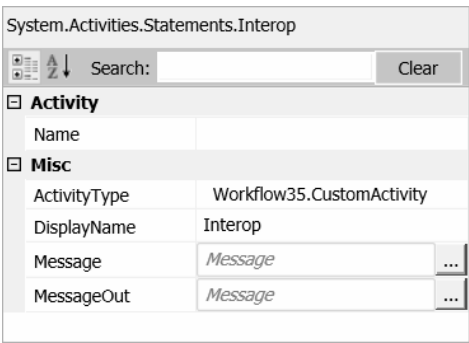 System.Activities.Statements.Interop
A Z Search: Clear
Activity
Name
Misc
ActivityType Workflow35.CustomActivity
DisplayName Interop
Message Message ...
MessageOut Message ...